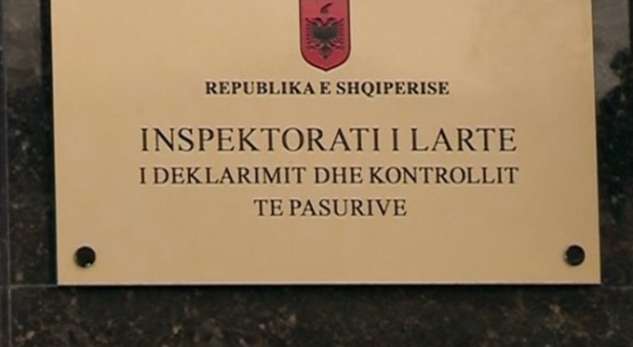 REPUBLIKA E SHQIPERISE
INSPEKTORATI I LARTE
I DEKLARIMIT DHE KONTROLLIT
TE PASURIVE